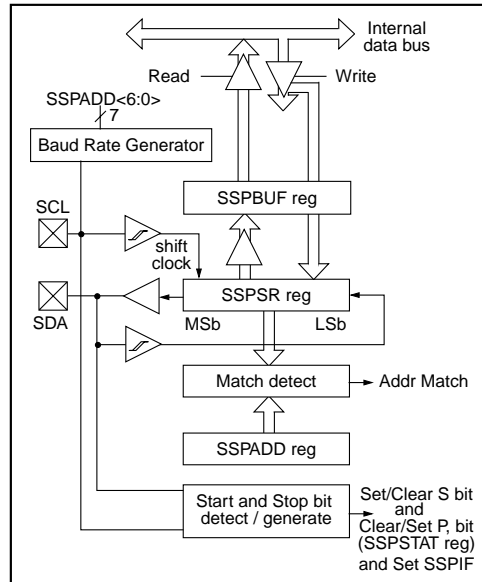 Internal
data bus
Read
Write
SSPADD<6:0>
7
Baud Rate Generator
SSPBUF reg
SCL
shift
clock
SSPSR reg
SDA
MSb
LSb
Match detect
Addr Match
SSPADD reg
Start and Stop bit
detect / generate
Set/Clear S bit
and
Clear/Set P, bit
(SSPSTAT reg)
and Set SSPIF